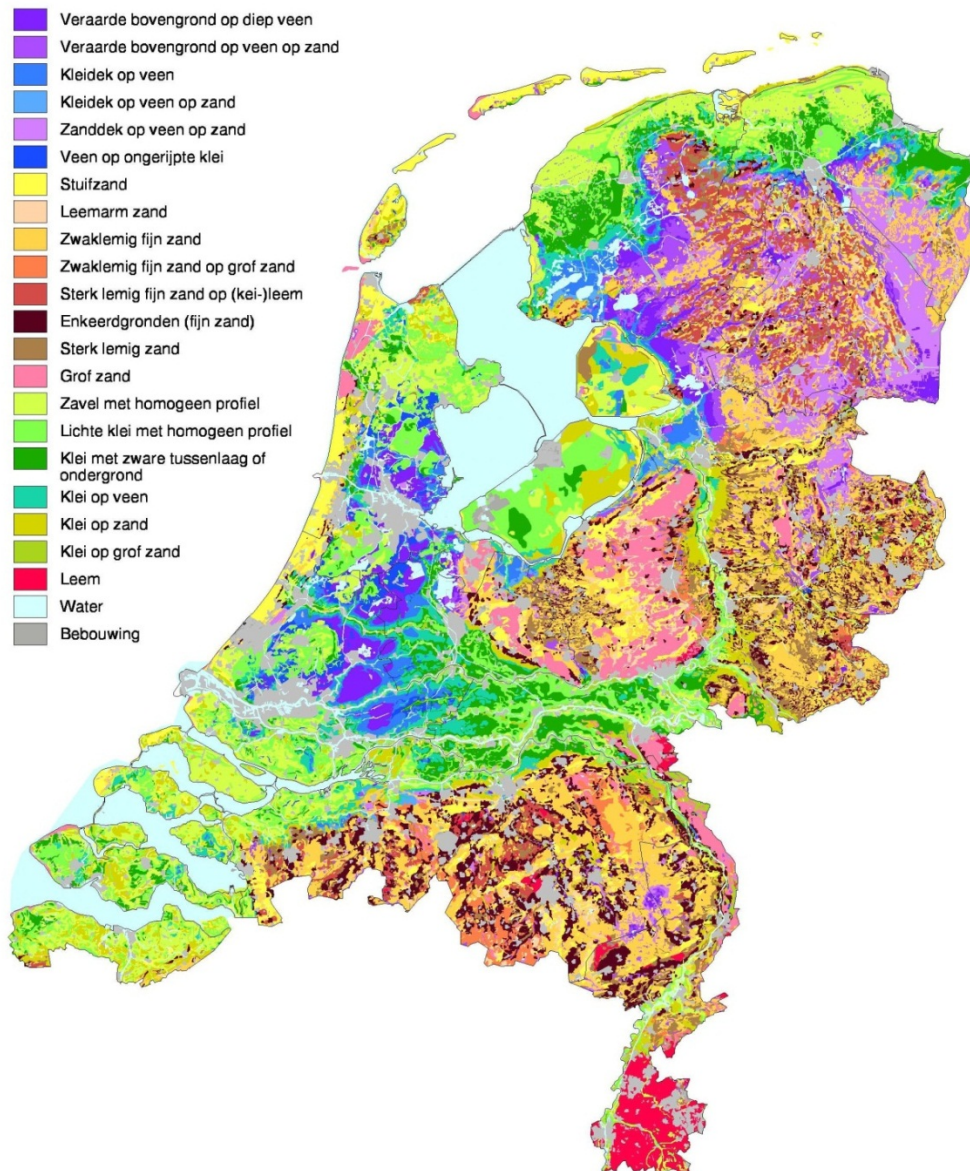 Veraarde bovengrond op diep veen
Veraarde bovengrond op veen op zand
Kleidek op veen
Kleidek op veen op zand
Zanddek op veen op zand
Veen op ongerijpte klei
Stuifzand
Leemarm zand
Zwaklemig fijn zand
Zwaklemig fijn zand op grof zand
Sterk lemig fijn zand op (kei-)leem
Enkeerdgronden (fijn zand)
Sterk lemig zand
Grof zand
Zavel met homogeen profiel
Lichte klei met homogeen profiel
Klei met zware tussenlaag of
ondergrond
Klei op veen
Klei op zand
Klei op grof zand
Leem
Water
Bebouwing